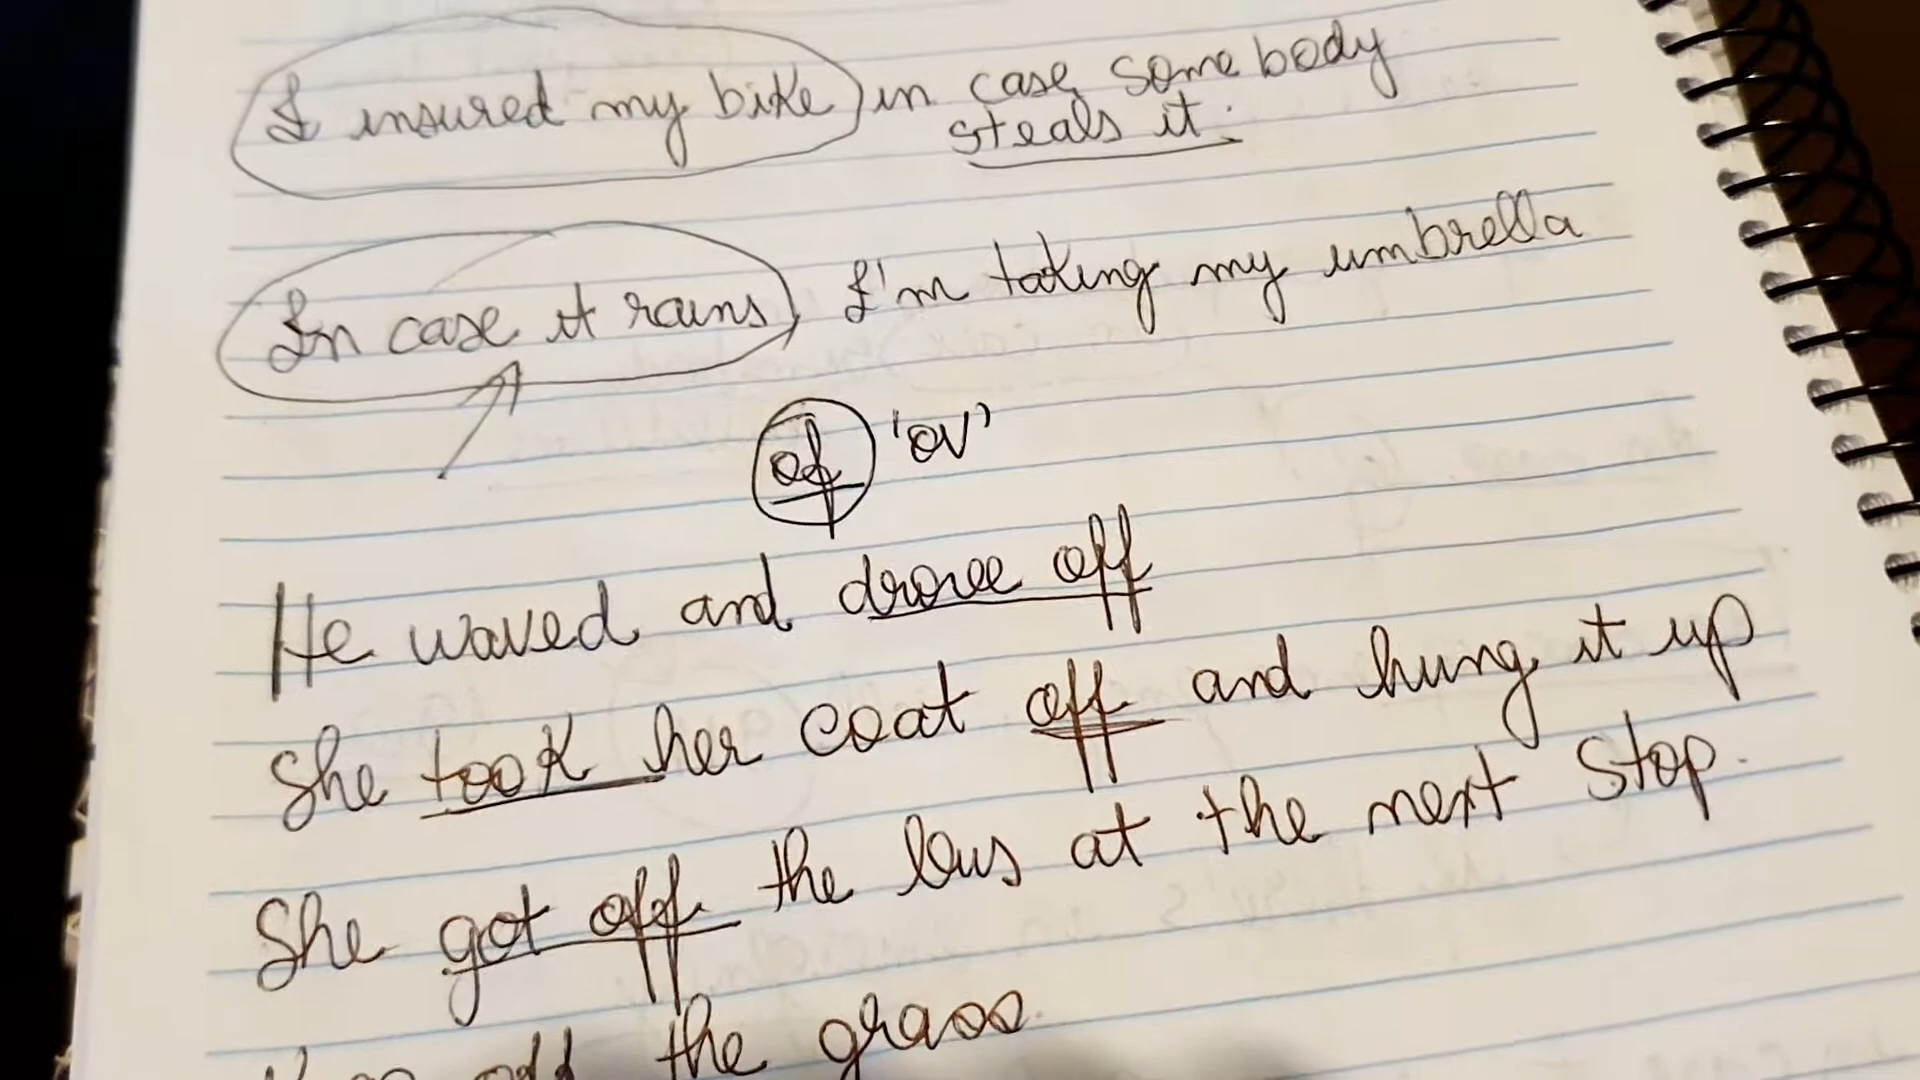 I insured my bike in case somebody
steals it.
In case it rains, I'm taking my umbrella
of 'ov'
He waved and drove off
She took her coat off and hung it up
She got off the bus at the next stop.
off the grass.